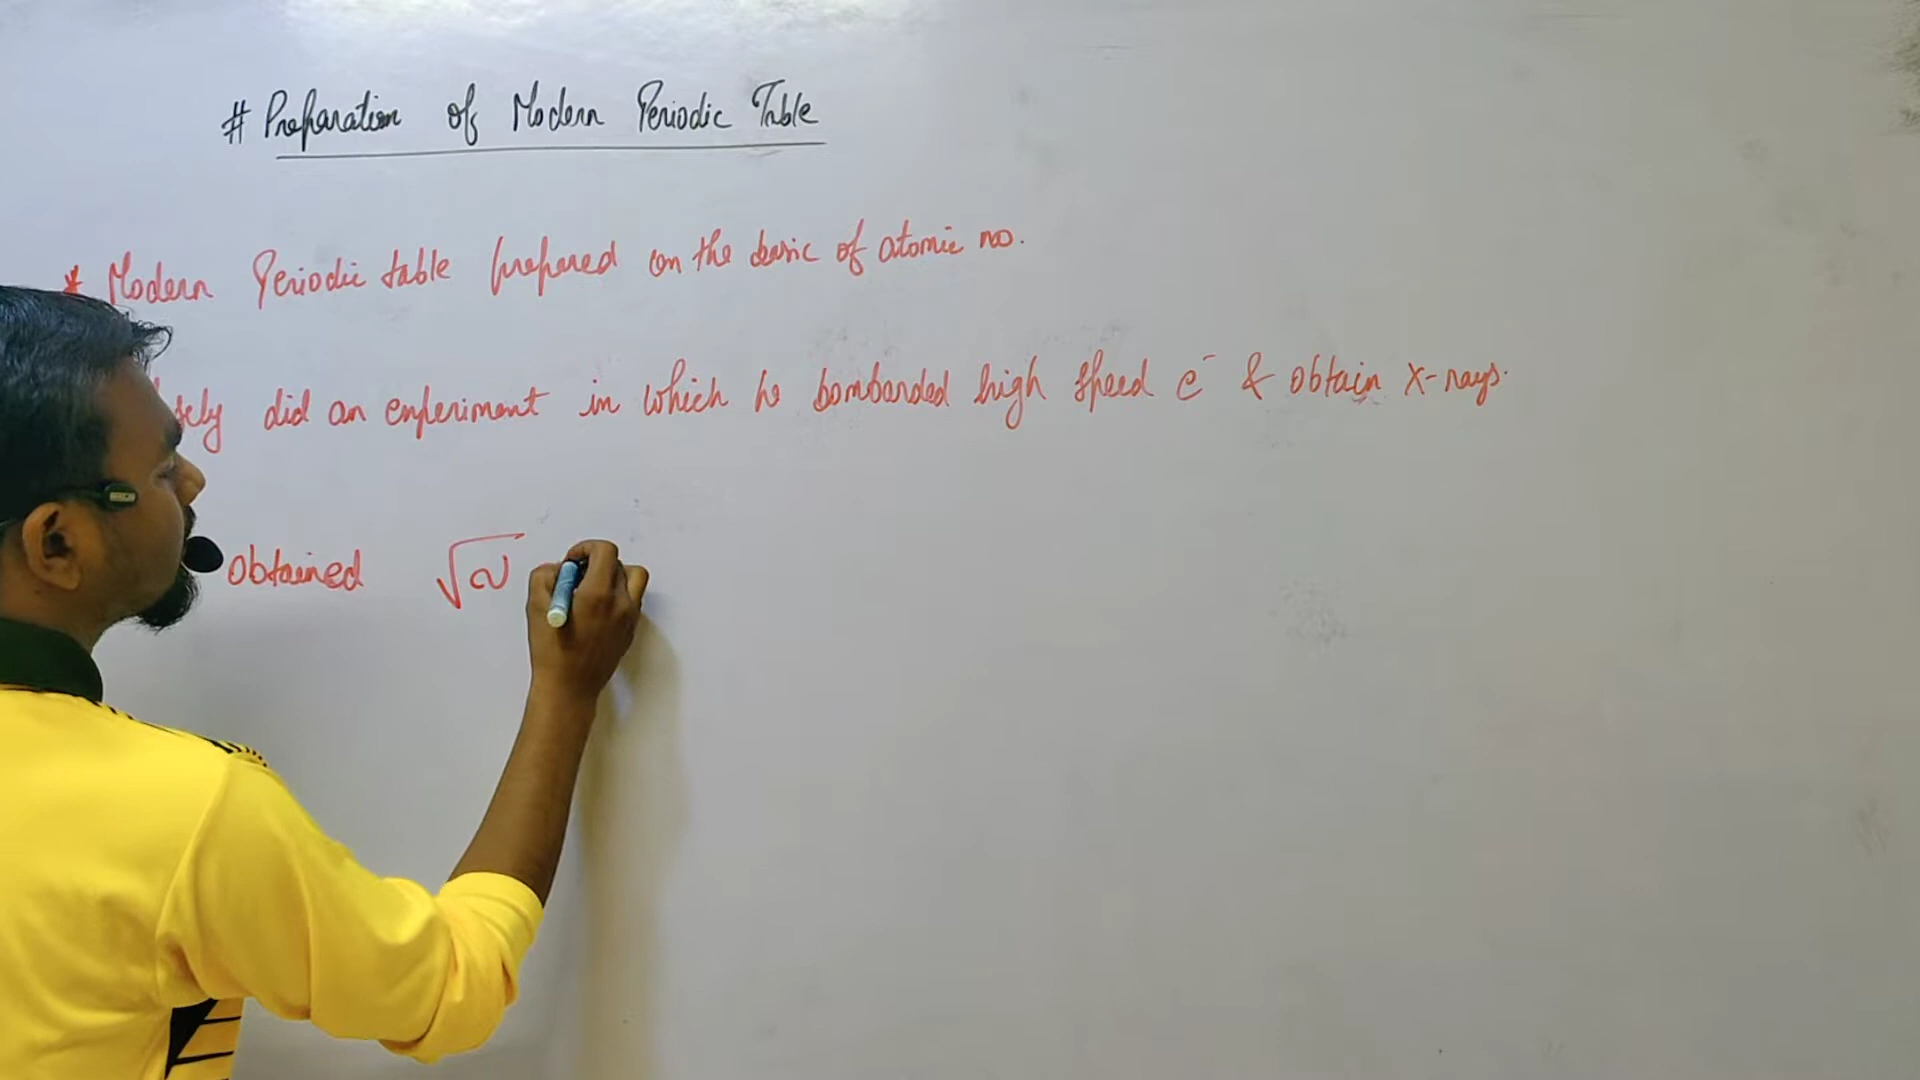 # Preparation of Modern Periodic Table
* Modern Periodic table prepared on the basic of atomic no.
sely did an experiment in which he bombarded high speed e⁻ & obtain x-rays.
obtained √ν